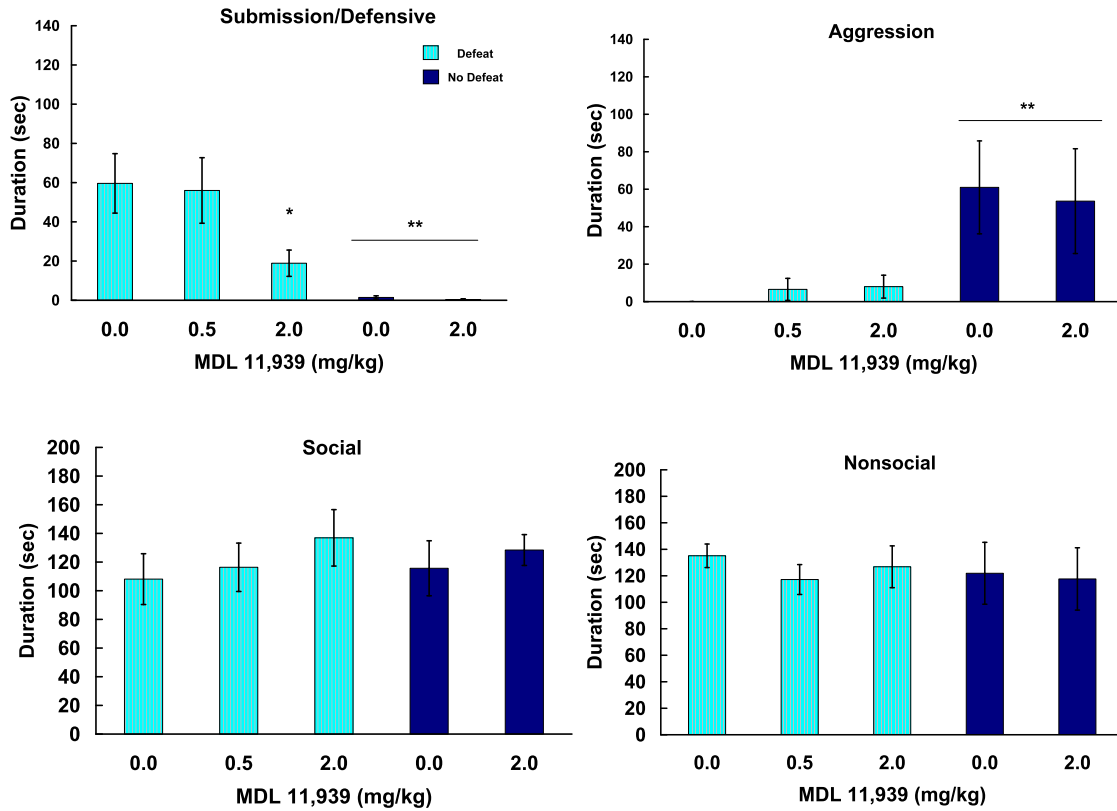 Submission/Defensive
140
120
100
80
60
40
20
0
Duration (sec)
Defeat
No Defeat
*
**
0.0 0.5 2.0 0.0 2.0
MDL 11,939 (mg/kg)
Aggression
140
120
100
80
60
40
20
0
Duration (sec)
**
0.0 0.5 2.0 0.0 2.0
MDL 11,939 (mg/kg)
Social
200
180
160
140
120
100
80
60
40
20
0
Duration (sec)
0.0 0.5 2.0 0.0 2.0
MDL 11,939 (mg/kg)
Nonsocial
200
180
160
140
120
100
80
60
40
20
0
Duration (sec)
0.0 0.5 2.0 0.0 2.0
MDL 11,939 (mg/kg)